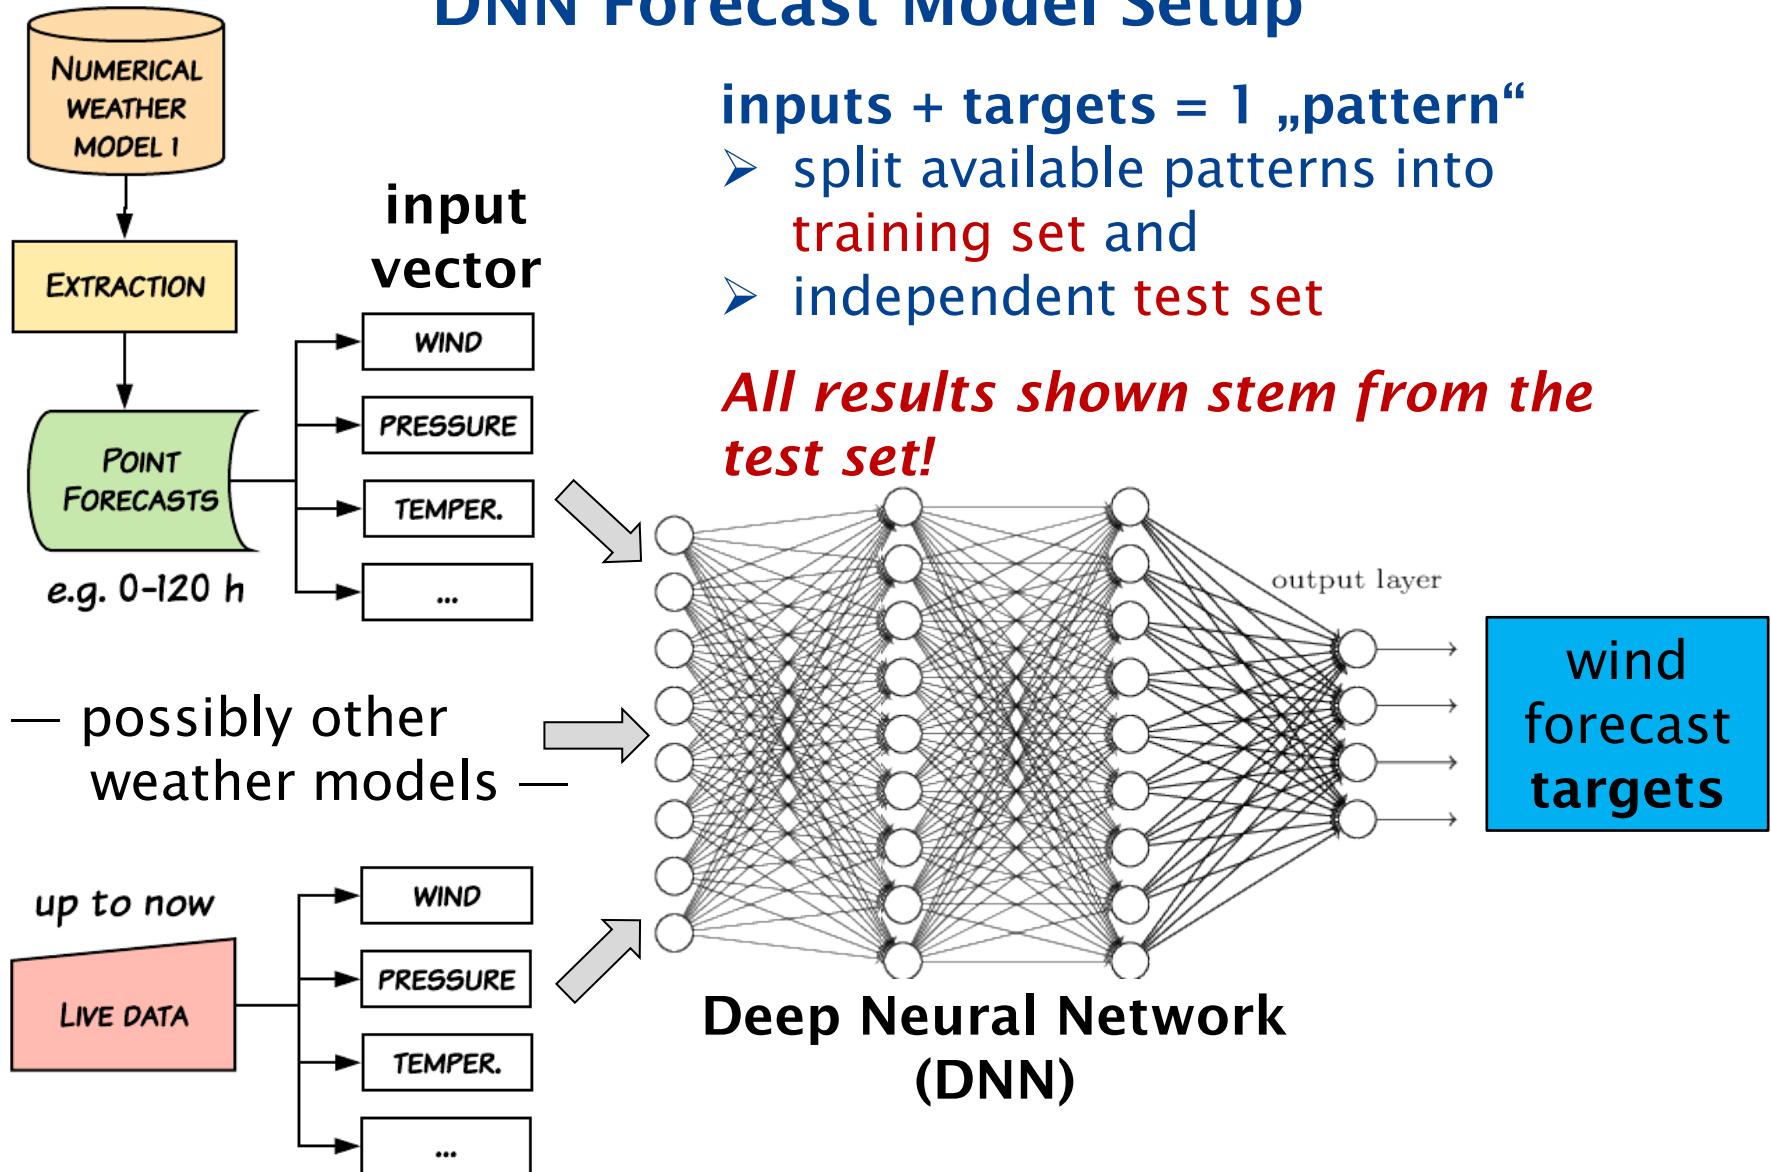 DNN Forecast Model Setup
NUMERICAL
WEATHER
MODEL 1
EXTRACTION
POINT
FORECASTS
e.g. 0-120 h
input
vector
WIND
PRESSURE
TEMPER.
...
inputs + targets = 1 „pattern“
➢ split available patterns into
training set and
➢ independent test set
All results shown stem from the
test set!
— possibly other
weather models —
up to now
LIVE DATA
WIND
PRESSURE
TEMPER.
...
output layer
wind
forecast
targets
Deep Neural Network
(DNN)